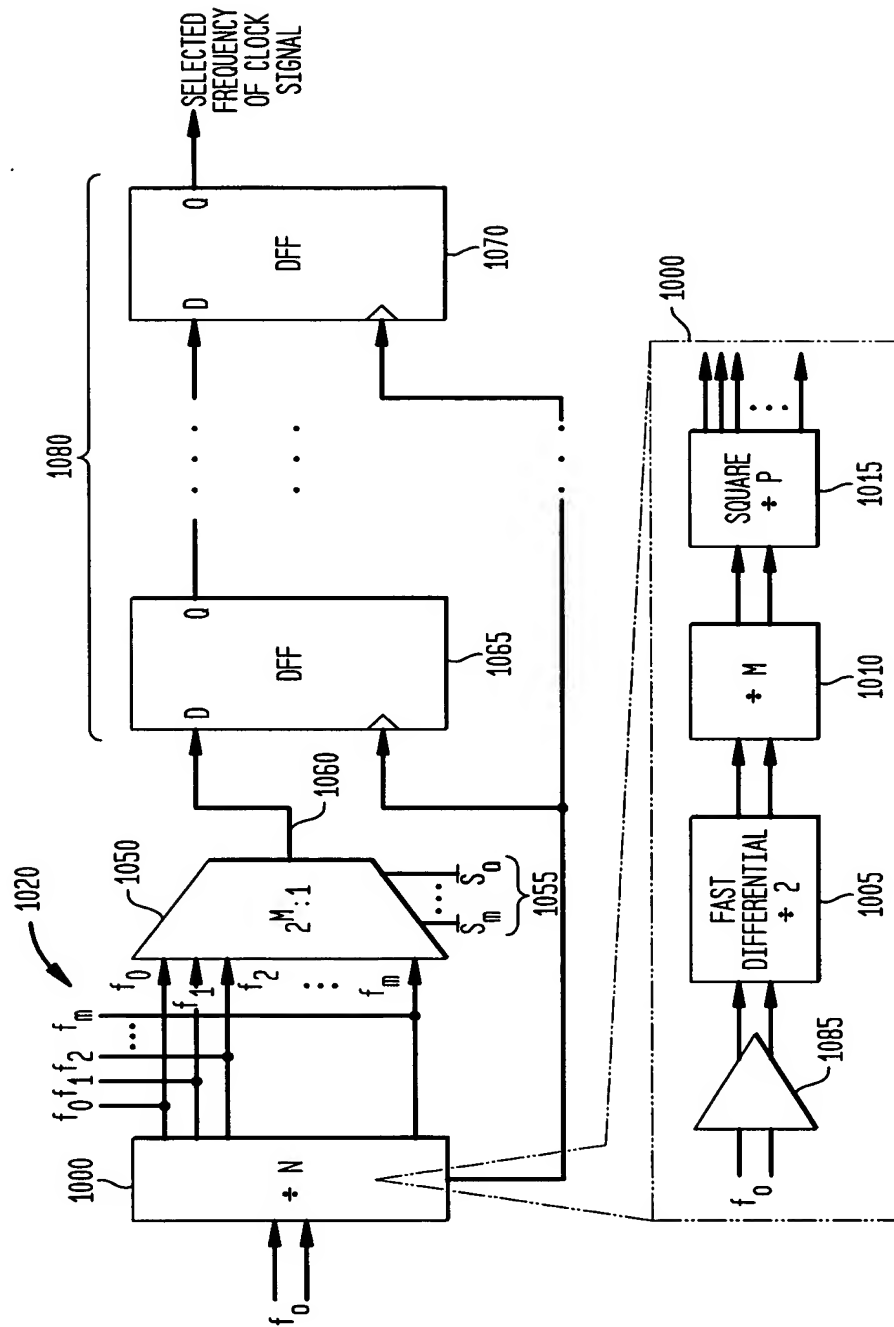 1020
f₀ f₁ f₂ ... fₘ
1000
÷ N
f₀
f₀
f₁
f₂
...
fₘ
1050
2ᴹ:1
Sₘ ... S₀
1055
1060
1080
D
Q
DFF
1065
...
D
Q
DFF
1070
SELECTED
FREQUENCY
OF CLOCK
SIGNAL
1000
f₀
1085
FAST
DIFFERENTIAL
÷ 2
1005
÷ M
1010
SQUARE
÷ P
1015
...